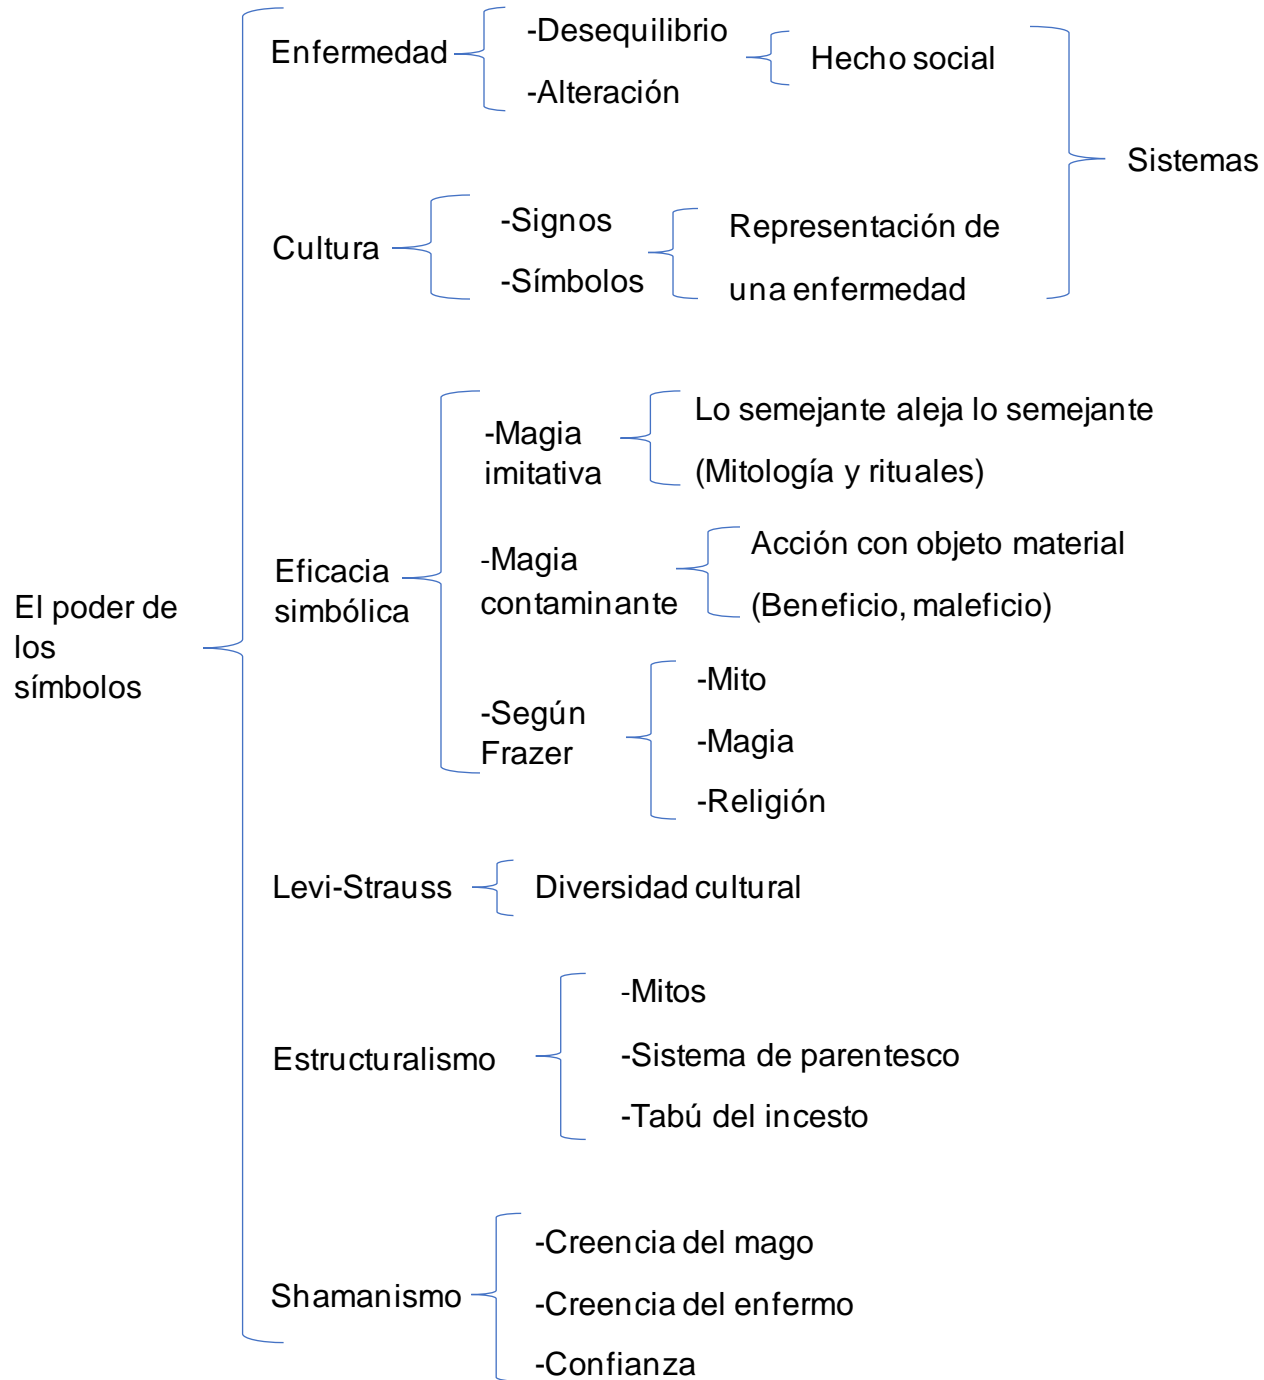 El poder de
los
símbolos
Enfermedad
-Desequilibrio
-Alteración
Hecho social
Sistemas
Cultura
-Signos
-Símbolos
Representación de
una enfermedad
Eficacia
simbólica
-Magia
imitativa
Lo semejante aleja lo semejante
(Mitología y rituales)
-Magia
contaminante
Acción con objeto material
(Beneficio, maleficio)
-Según
Frazer
-Mito
-Magia
-Religión
Levi-Strauss
Diversidad cultural
Estructuralismo
-Mitos
-Sistema de parentesco
-Tabú del incesto
Shamanismo
-Creencia del mago
-Creencia del enfermo
-Confianza